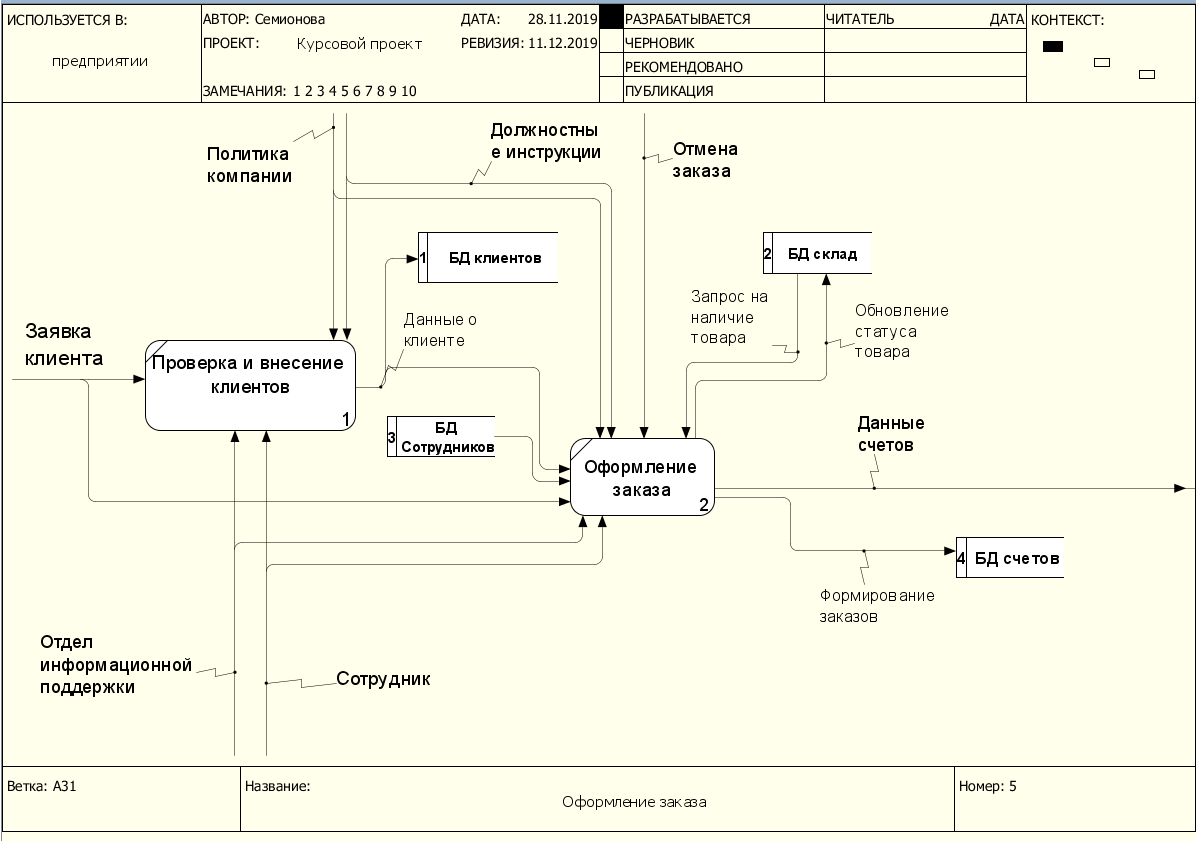 ИСПОЛЬЗУЕТСЯ В:
предприятии
АВТОР: Семионова
ДАТА: 28.11.2019
ПРОЕКТ: Курсовой проект
РЕВИЗИЯ: 11.12.2019
ЗАМЕЧАНИЯ: 1 2 3 4 5 6 7 8 9 10
РАЗРАБАТЫВАЕТСЯ
ЧЕРНОВИК
РЕКОМЕНДОВАНО
ПУБЛИКАЦИЯ
ЧИТАТЕЛЬ
ДАТА
КОНТЕКСТ:
Политика
компании
Должностны
е инструкции
Отмена
заказа
1
БД клиентов
2
БД склад
Запрос на
наличие
товара
Обновление
статуса
товара
Данные о
клиенте
Заявка
клиента
Проверка и внесение
клиентов
1
3
БД
Сотрудников
Оформление
заказа
2
Данные
счетов
4
БД счетов
Формирование
заказов
Отдел
информационной
поддержки
Сотрудник
Ветка: A31
Название:
Оформление заказа
Номер: 5